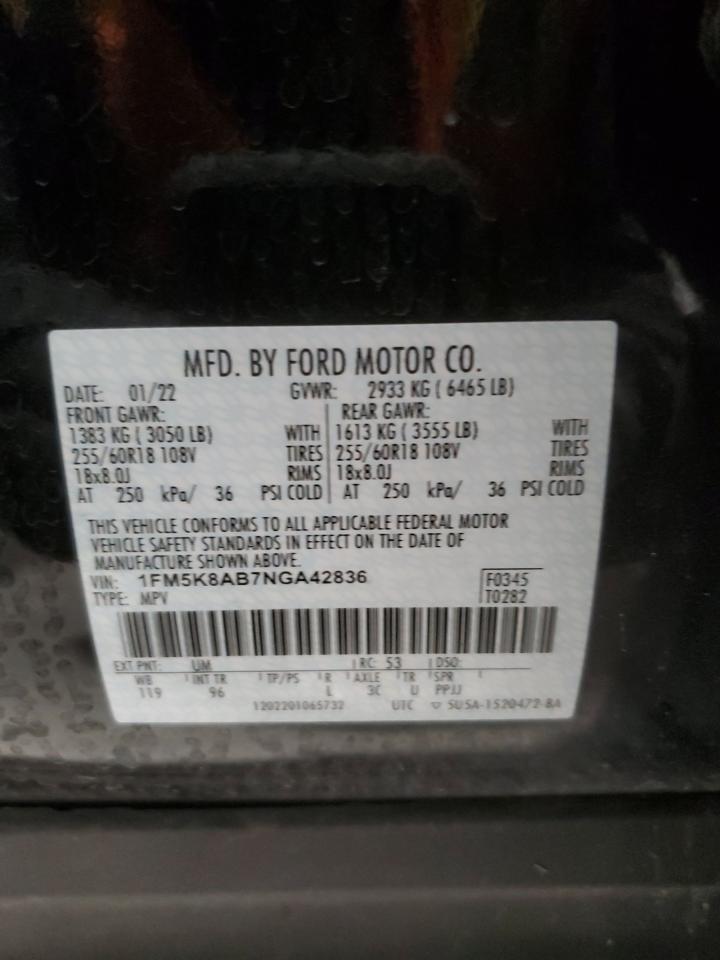 MFD. BY FORD MOTOR CO.
DATE: 01/22 GVWR: 2933 KG ( 6465 LB)
FRONT GAWR: REAR GAWR:
1383 KG ( 3050 LB) WITH 1613 KG ( 3555 LB) WITH
255/60R18 108V TIRES 255/60R18 108V TIRES
18x8.0J RIMS 18x8.0J RIMS
AT 250 kPa/ 36 PSI COLD AT 250 kPa/ 36 PSI COLD
THIS VEHICLE CONFORMS TO ALL APPLICABLE FEDERAL MOTOR
VEHICLE SAFETY STANDARDS IN EFFECT ON THE DATE OF
MANUFACTURE SHOWN ABOVE.
VIN: 1FM5K8AB7NGA42836 F0345
TYPE: MPV T0282
EXT PNT: UM RC: 53 DSO:
WB INT TR TP/PS R AXLE TR SPR
119 96 L 3C U PPJJ
1202201065732 UTC ▽ 5U5A-1520472-BA